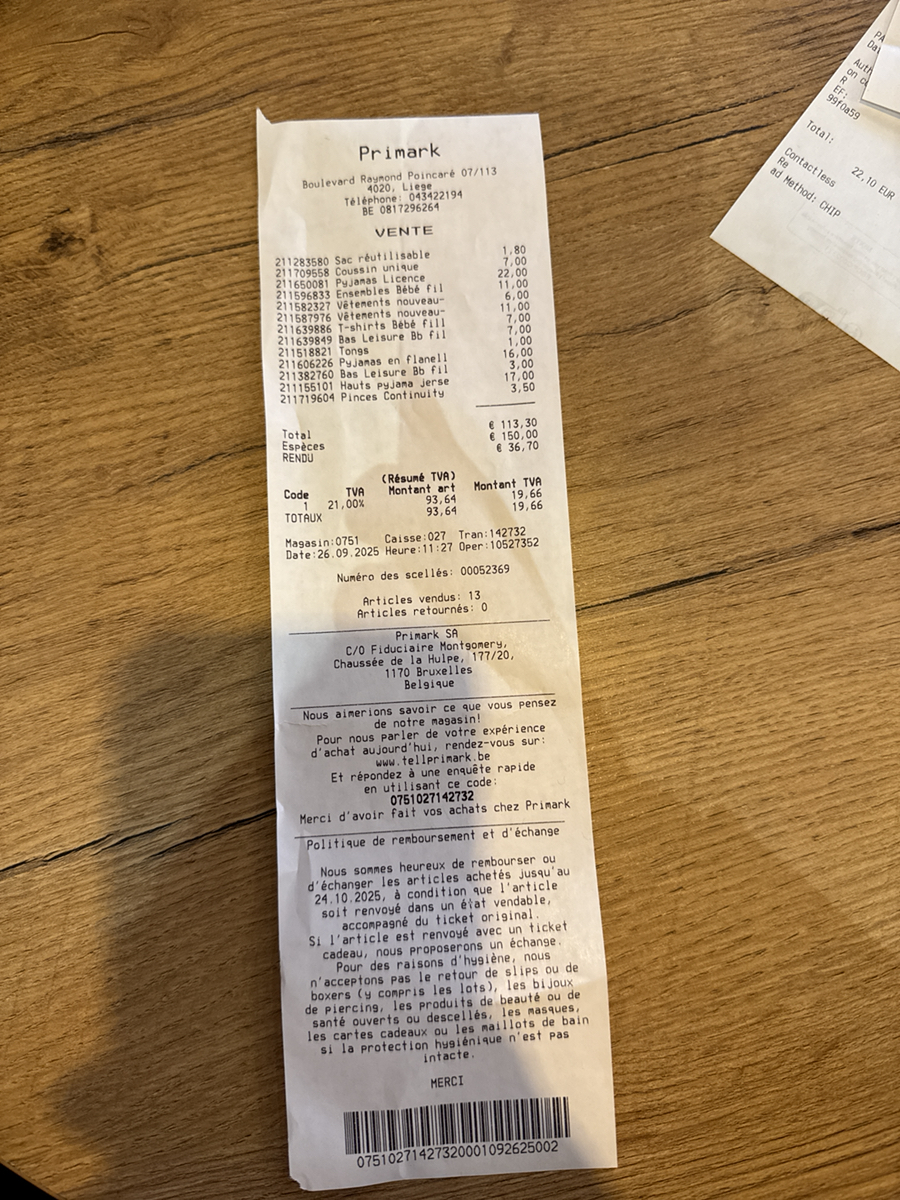 Primark
Boulevard Raymond Poincaré 07/113
4020, Liege
Téléphone: 043422194
BE 0817296264
VENTE
211283580 Sac réutilisable 1,80
211709558 Coussin unique 7,00
211650081 Pyjamas Licence 22,00
211596833 Ensembles Bébé fil 11,00
211582327 Vêtements nouveau- 6,00
211587976 Vêtements nouveau- 11,00
211639886 T-shirts Bébé fill 7,00
211639849 Bas Leisure Bb fil 7,00
211518821 Tongs 1,00
211606226 Pyjamas en flanell 16,00
211382760 Bas Leisure Bb fil 3,00
211155101 Hauts pyjama Jerse 17,00
211719604 Pinces Continuity 3,50
Total € 113,30
Espèces € 150,00
RENDU € 36,70
(Résumé TVA)
Code TVA Montant art Montant TVA
1 21,00% 93,64 19,66
TOTAUX 93,64 19,66
Magasin:0751 Caisse:027 Tran:142732
Date:26.09.2025 Heure:11:27 Oper:10527352
Numéro des scellés: 00052369
Articles vendus: 13
Articles retournés: 0
Primark SA
C/O Fiduciaire Montgomery,
Chaussée de la Hulpe, 177/20,
1170 Bruxelles
Belgique
Nous aimerions savoir ce que vous pensez
de notre magasin!
Pour nous parler de votre expérience
d'achat aujourd'hui, rendez-vous sur:
www.tellprimark.be
Et répondez à une enquête rapide
en utilisant ce code:
0751027142732
Merci d'avoir fait vos achats chez Primark
Politique de remboursement et d'échange
Nous sommes heureux de rembourser ou
d'échanger les articles achetés jusqu'au
24.10.2025, à condition que l'article
soit renvoyé dans un état vendable,
accompagné du ticket original.
Si l'article est renvoyé avec un ticket
cadeau, nous proposerons un échange.
Pour des raisons d'hygiène, nous
n'acceptons pas le retour de slips ou de
boxers (y compris les lots), les bijoux
de piercing, les produits de beauté ou de
santé ouverts ou descellés, les masques,
les cartes cadeaux ou les maillots de bain
si la protection hygiénique n'est pas
intacte.
MERCI
07510271427320001092625002
EF:
99f0a59
Total: 22,10 EUR
Contactless
Re
ad Method: CHIP